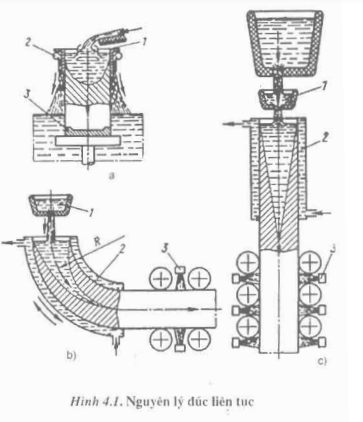 2
1
3
a
1
2
1
R
2
3
3
b)
c)
Hình 4.1. Nguyên lý đúc liên tục